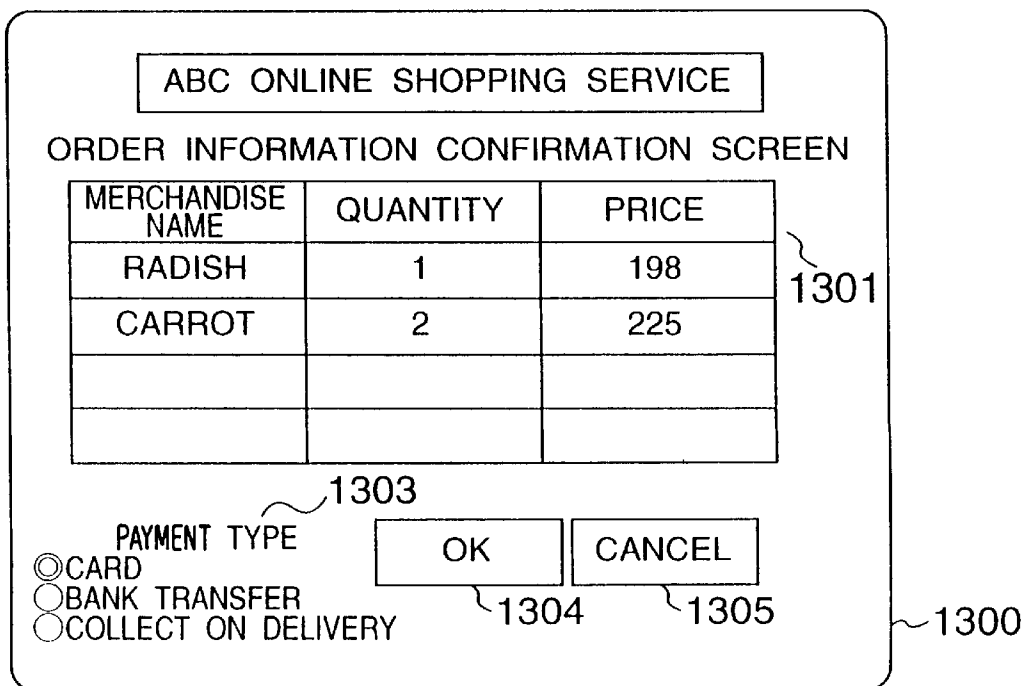 ABC ONLINE SHOPPING SERVICE
ORDER INFORMATION CONFIRMATION SCREEN
MERCHANDISE NAME QUANTITY PRICE
RADISH 1 198
1301
CARROT 2 225
1303
PAYMENT TYPE
OK CANCEL
CARD
BANK TRANSFER
1304 1305
COLLECT ON DELIVERY
1300